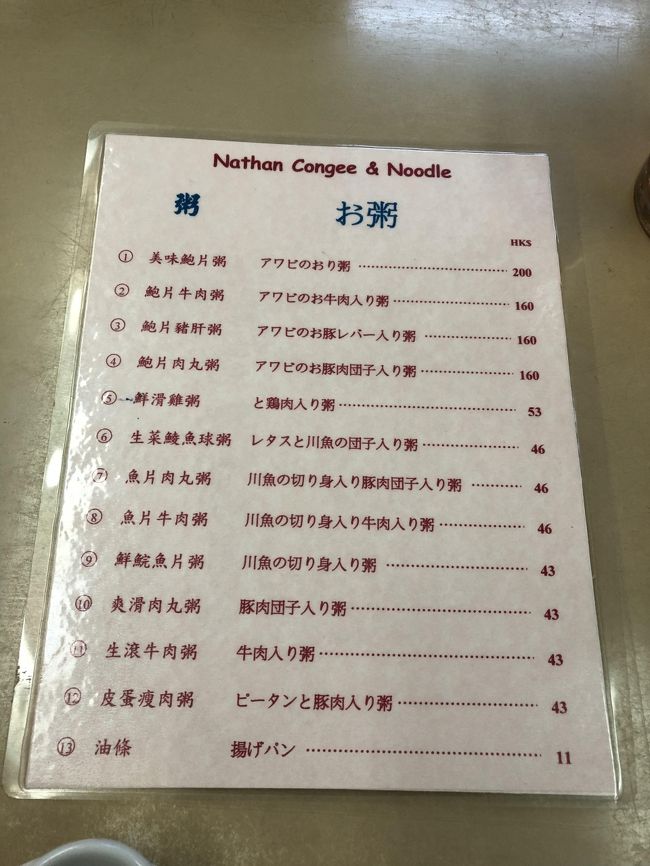 Nathan Congee & Noodle
粥 お粥
HK$
① 美味鮑片粥 アワビのおり粥 200
② 鮑片牛肉粥 アワビのお牛肉入り粥 160
③ 鮑片豬肝粥 アワビのお豚レバー入り粥 160
④ 鮑片肉丸粥 アワビのお豚肉団子入り粥 160
⑤ 鮮滑雞粥 と鶏肉入り粥 53
⑥ 生菜鯪魚球粥 レタスと川魚の団子入り粥 46
⑦ 魚片肉丸粥 川魚の切り身入り豚肉団子入り粥 46
⑧ 魚片牛肉粥 川魚の切り身入り牛肉入り粥 46
⑨ 鮮鯇魚片粥 川魚の切り身入り粥 43
⑩ 爽滑肉丸粥 豚肉団子入り粥 43
⑪ 生滾牛肉粥 牛肉入り粥 43
⑫ 皮蛋瘦肉粥 ピータンと豚肉入り粥 43
⑬ 油條 揚げパン 11